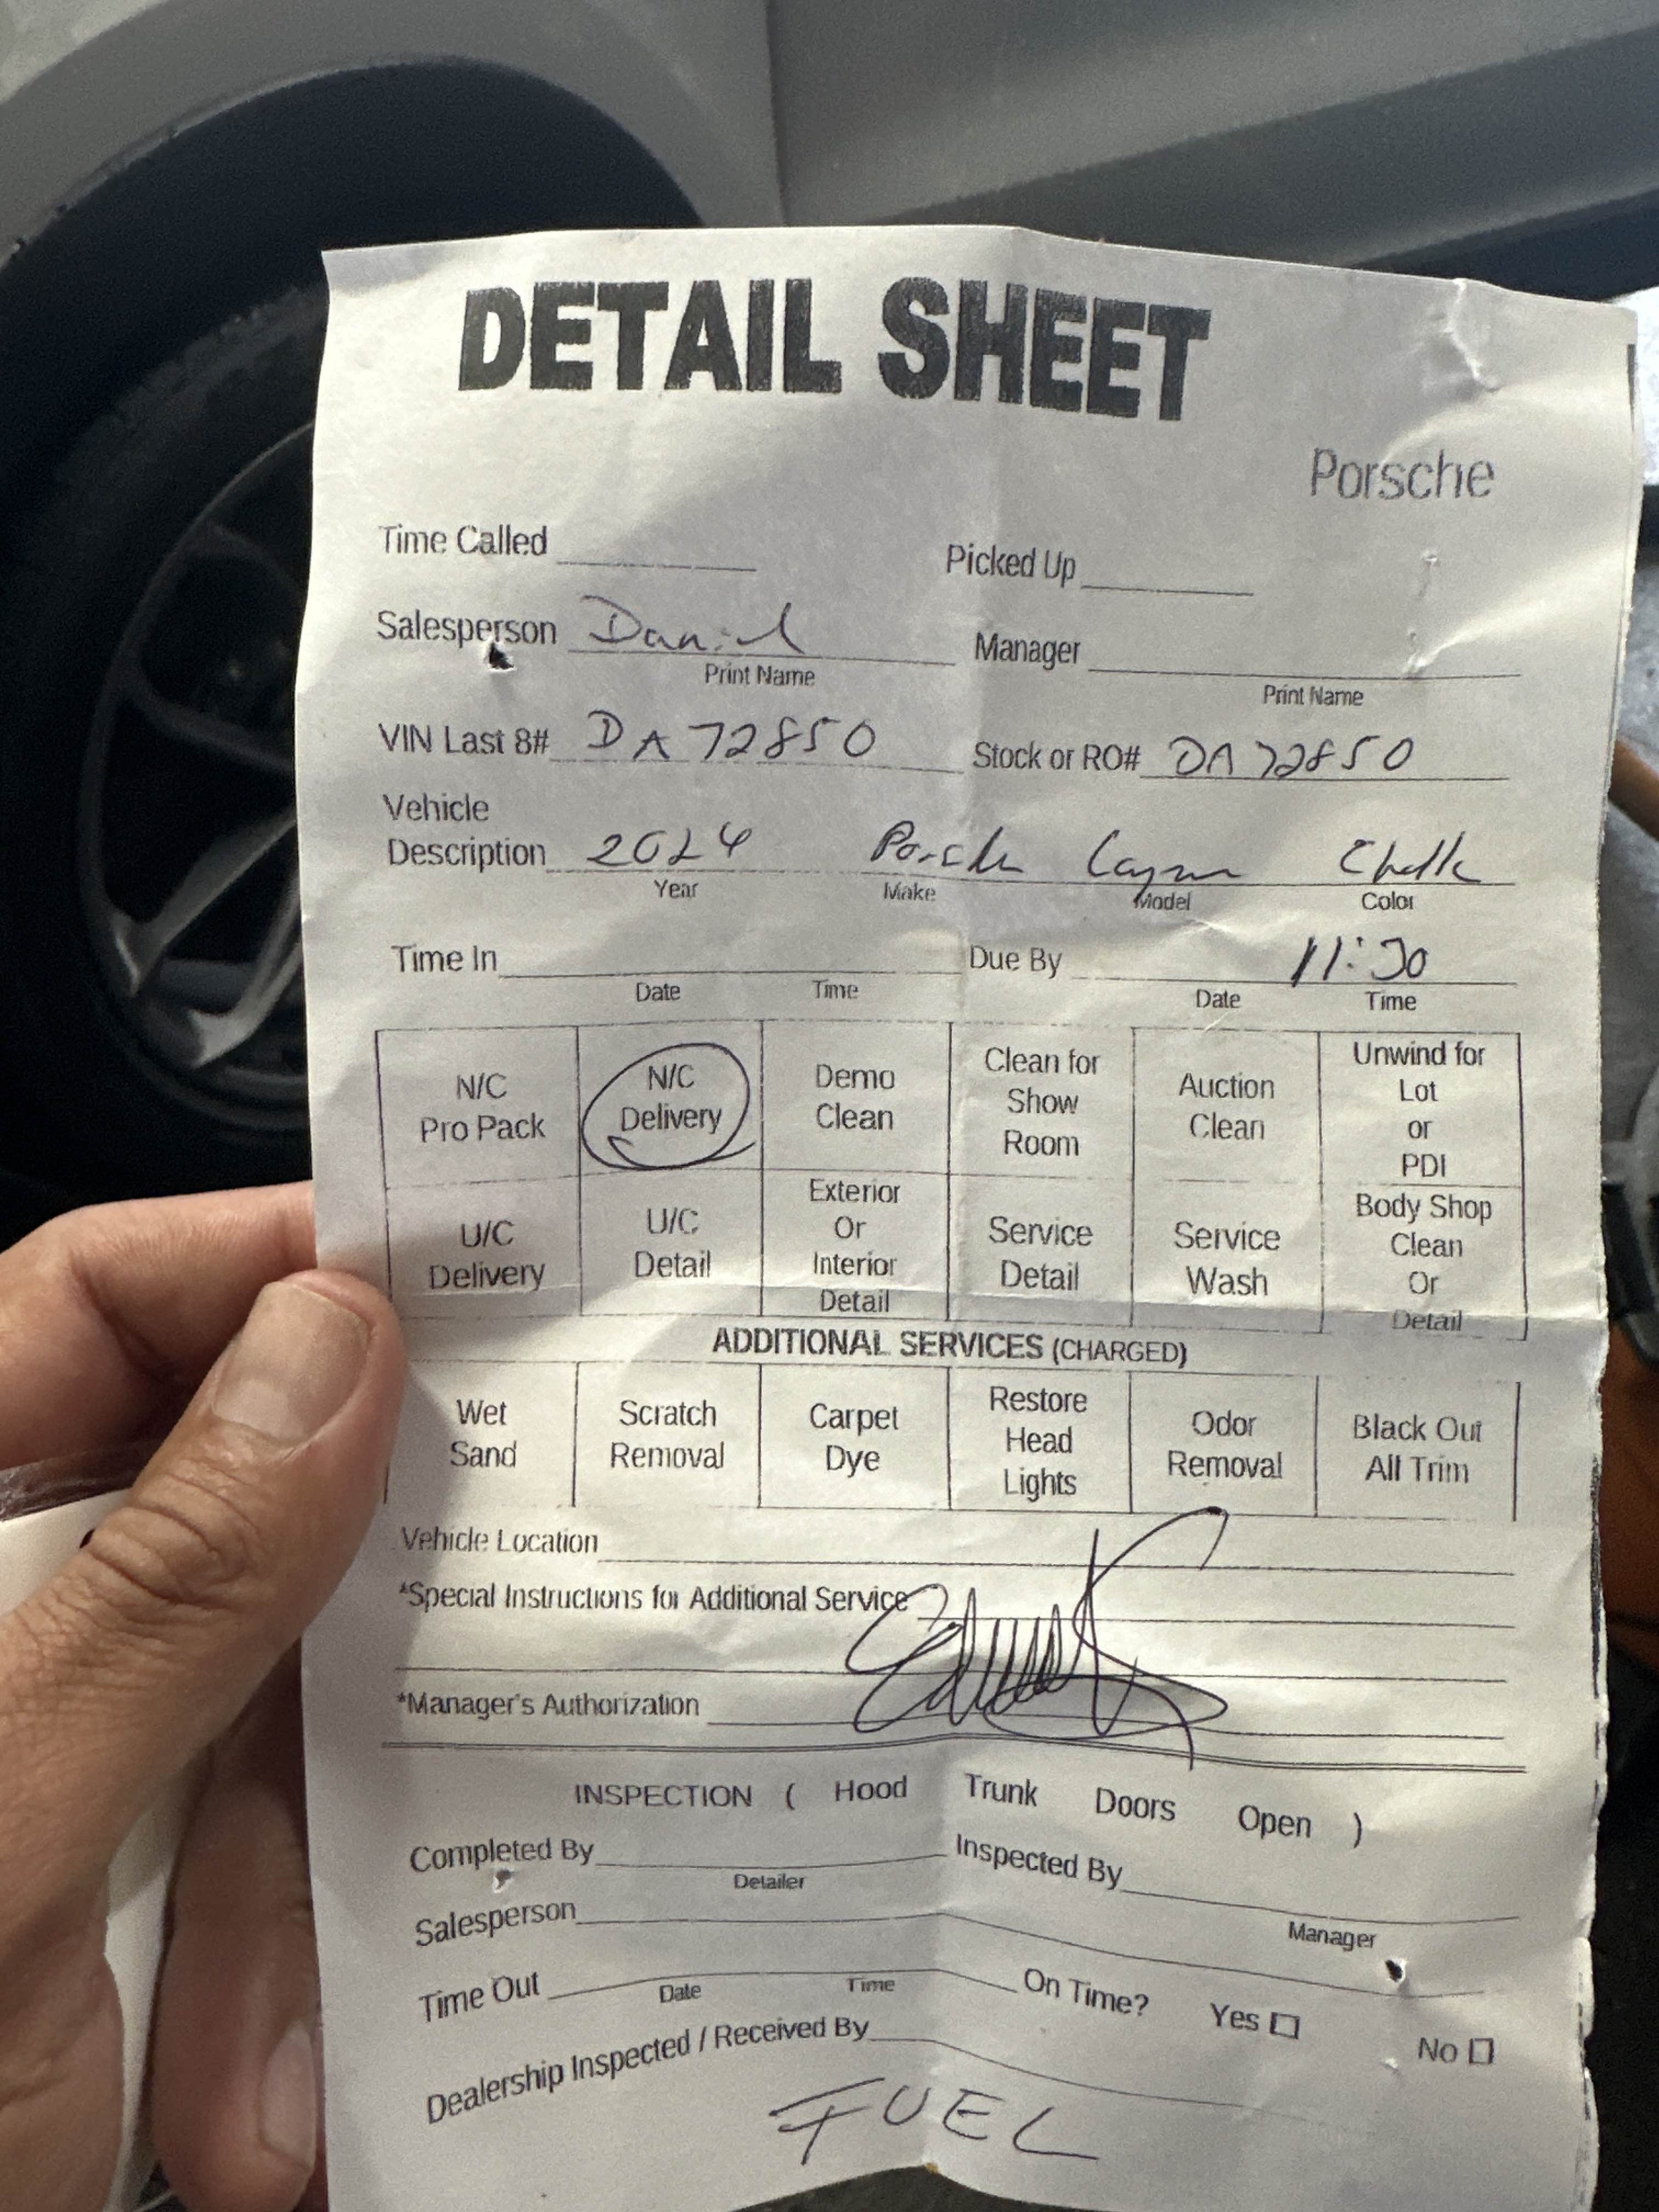 DETAIL SHEET
Porsche
Time Called Picked Up
Salesperson Daniel Manager
Print Name Print Name
VIN Last 8# DA72850 Stock or RO# DA72850
Vehicle
Description 2024 Porsche Cayenne Chalk
Year Make Model Color
Time In Due By 11:30
Date Time Date Time
N/C Pro Pack
N/C Delivery
Demo Clean
Clean for Show Room
Auction Clean
Unwind for Lot or PDI
U/C Delivery
U/C Detail
Exterior Or Interior Detail
Service Detail
Service Wash
Body Shop Clean Or Detail
ADDITIONAL SERVICES (CHARGED)
Wet Sand
Scratch Removal
Carpet Dye
Restore Head Lights
Odor Removal
Black Out All Trim
Vehicle Location
*Special Instructions for Additional Service
*Manager's Authorization
INSPECTION ( Hood Trunk Doors Open )
Completed By Inspected By
Detailer
Salesperson
Manager
Time Out On Time? Yes ☐ No ☐
Date Time
Dealership Inspected / Received By
FUEL